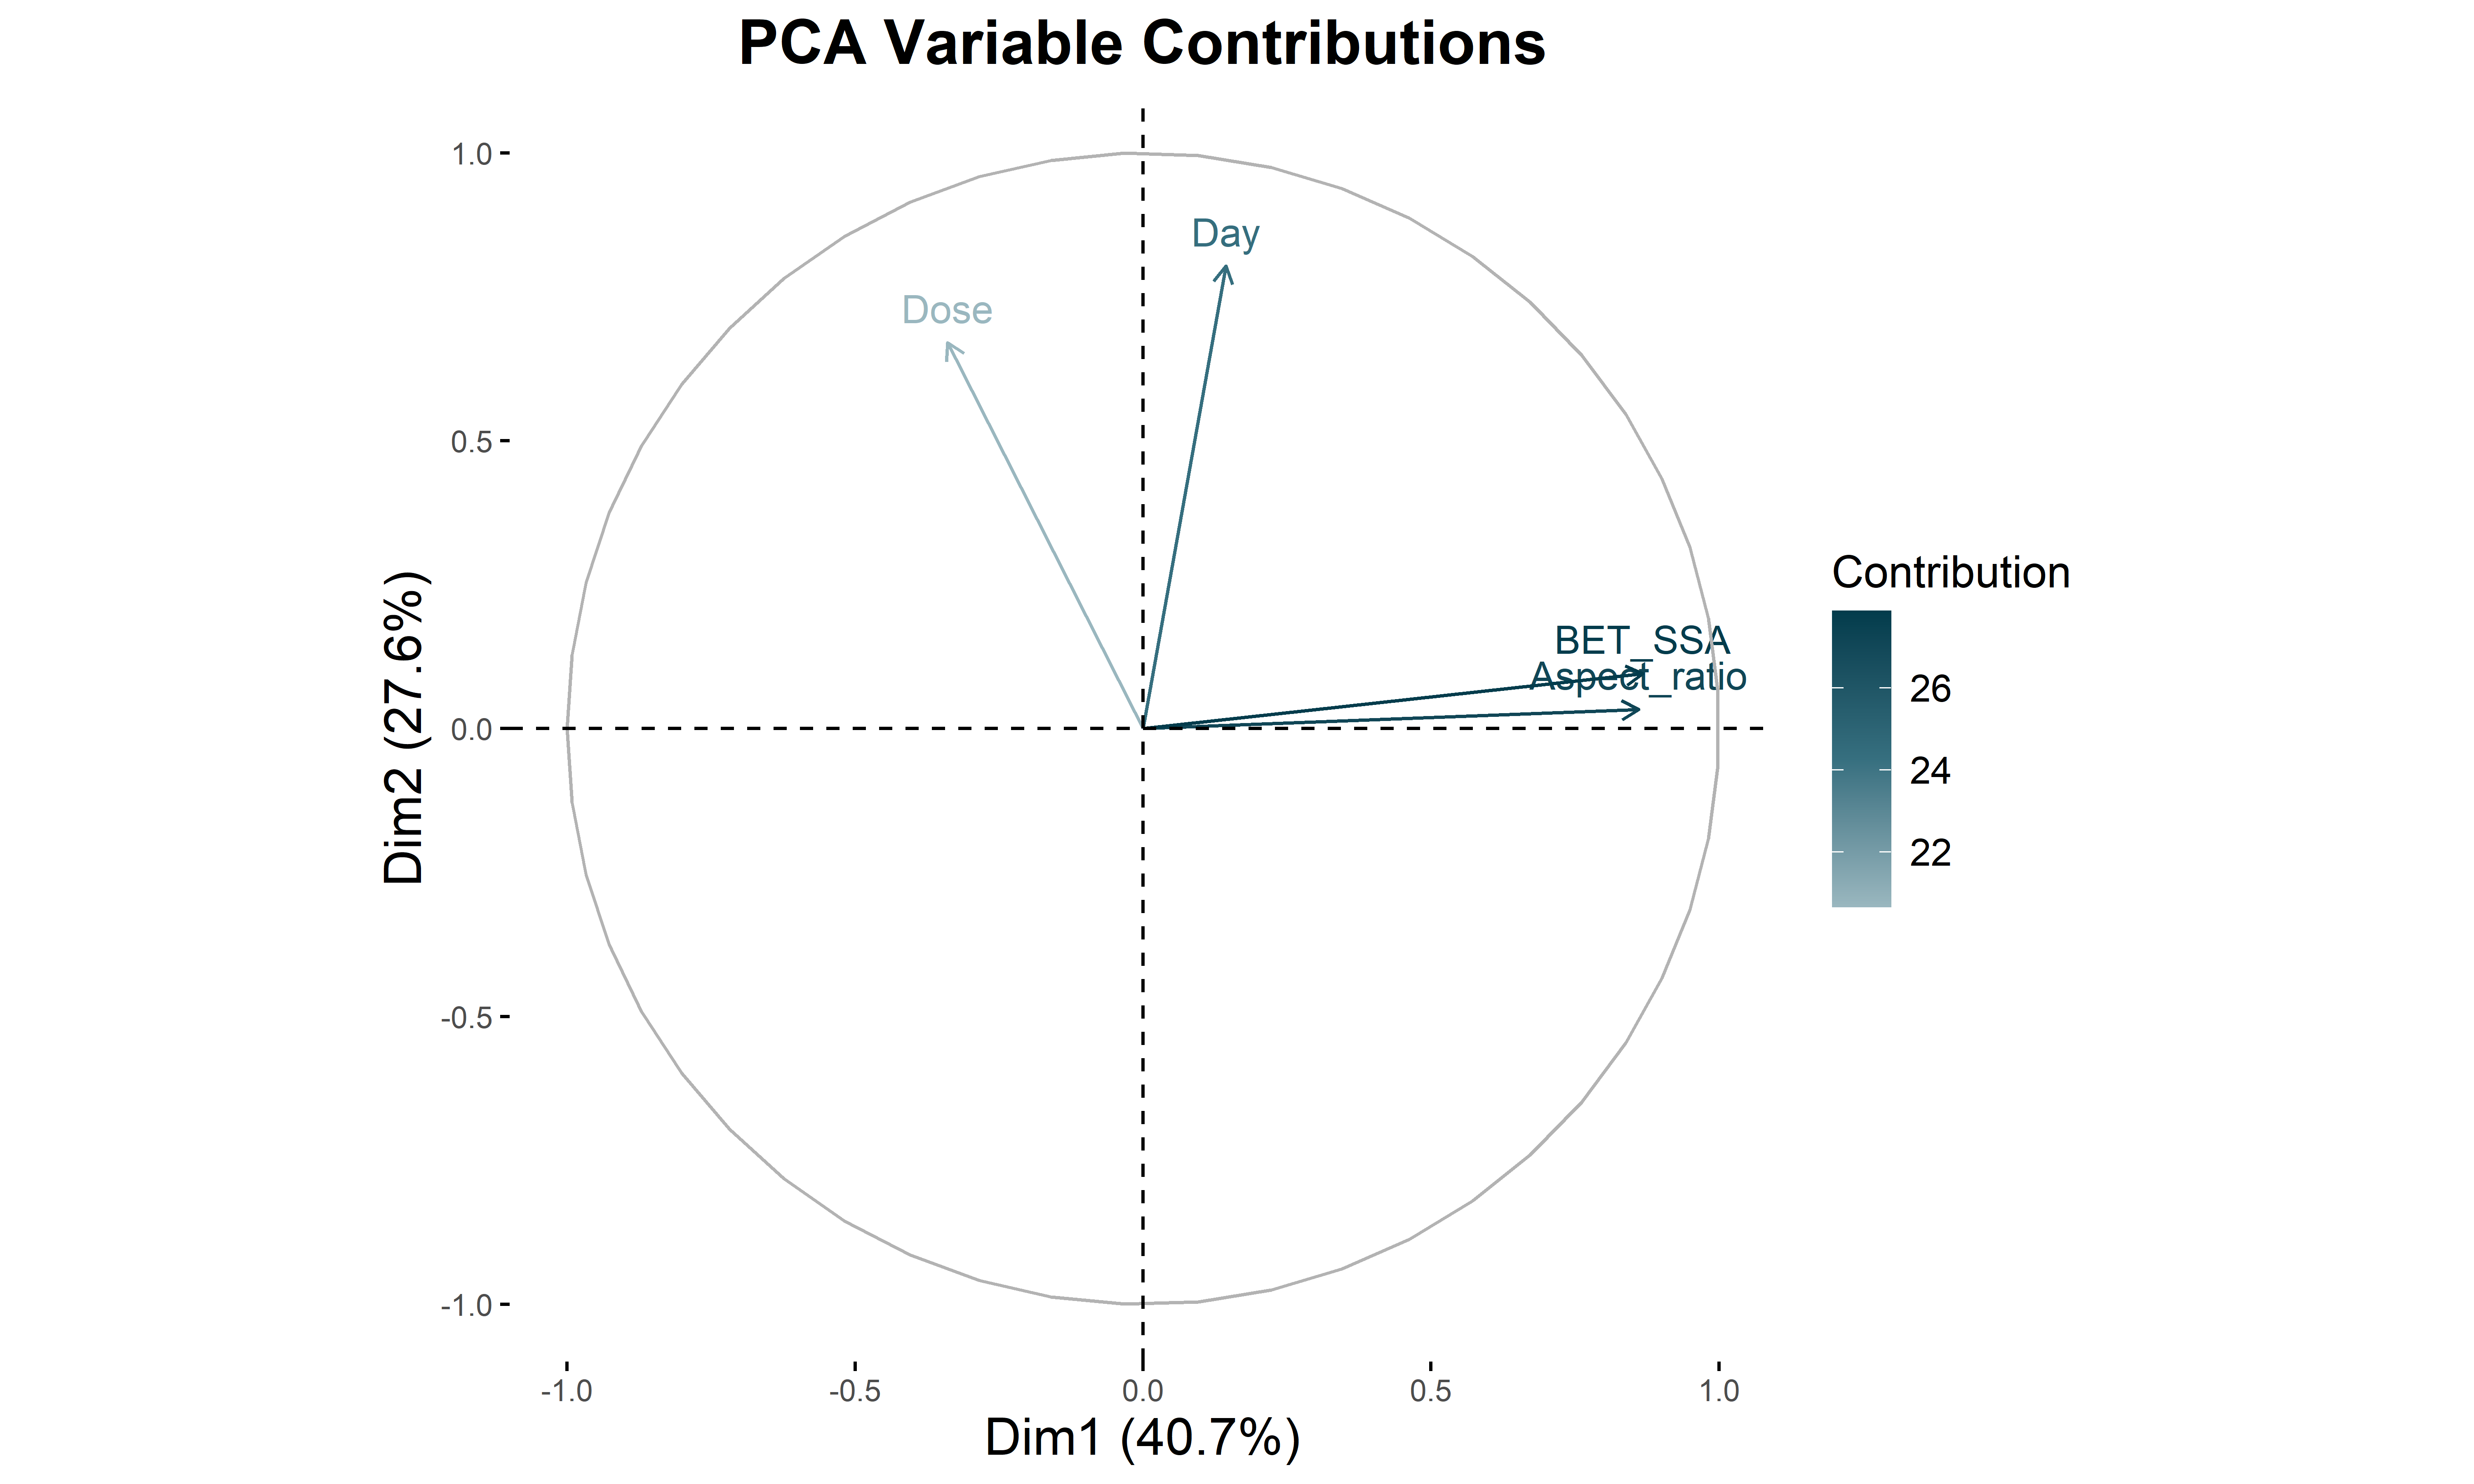 PCA Variable Contributions
1.0
0.5
0.0
-0.5
-1.0
Dim2 (27.6%)
Day
Dose
BET_SSA
Aspect_ratio
Contribution
26
24
22
-1.0
-0.5
0.0
0.5
1.0
Dim1 (40.7%)